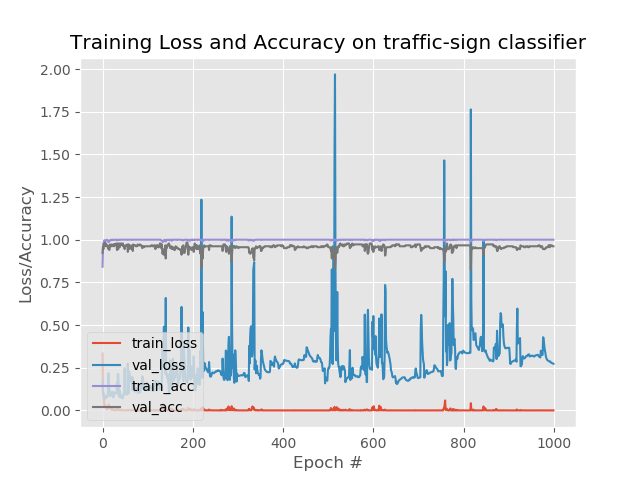 Training Loss and Accuracy on traffic-sign classifier
2.00
1.75
1.50
1.25
1.00
0.75
0.50
0.25
0.00
Loss/Accuracy
train_loss
val_loss
train_acc
val_acc
0 200 400 600 800 1000
Epoch #